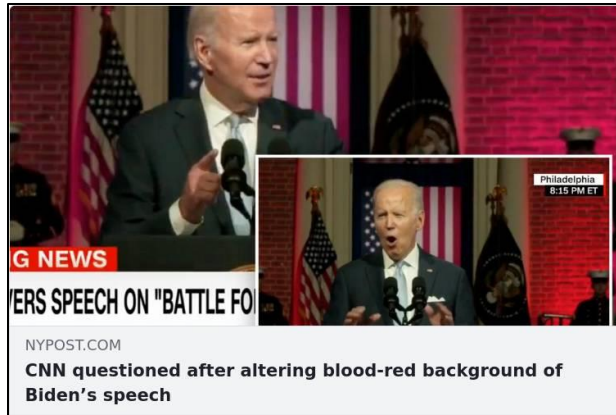 Philadelphia
8:15 PM ET
G NEWS
VERS SPEECH ON "BATTLE FO
NYPOST.COM
CNN questioned after altering blood-red background of
Biden’s speech